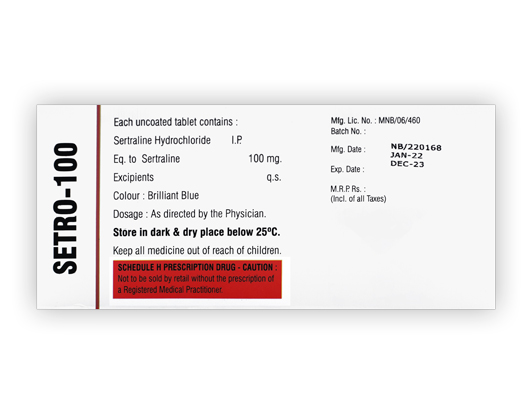 SETRO-100
Each uncoated tablet contains :
Sertraline Hydrochloride I.P.
Eq. to Sertraline 100 mg.
Excipients q.s.
Colour : Brilliant Blue
Dosage : As directed by the Physician.
Store in dark & dry place below 25ºC.
Keep all medicine out of reach of children.
SCHEDULE H PRESCRIPTION DRUG - CAUTION :
Not to be sold by retail without the prescription of
a Registered Medical Practitioner.
Mfg. Lic. No. : MNB/06/460
Batch No. :
NB/220168
Mfg. Date : JAN-22
Exp. Date : DEC-23
M.R.P. Rs. :
(Incl. of all Taxes)